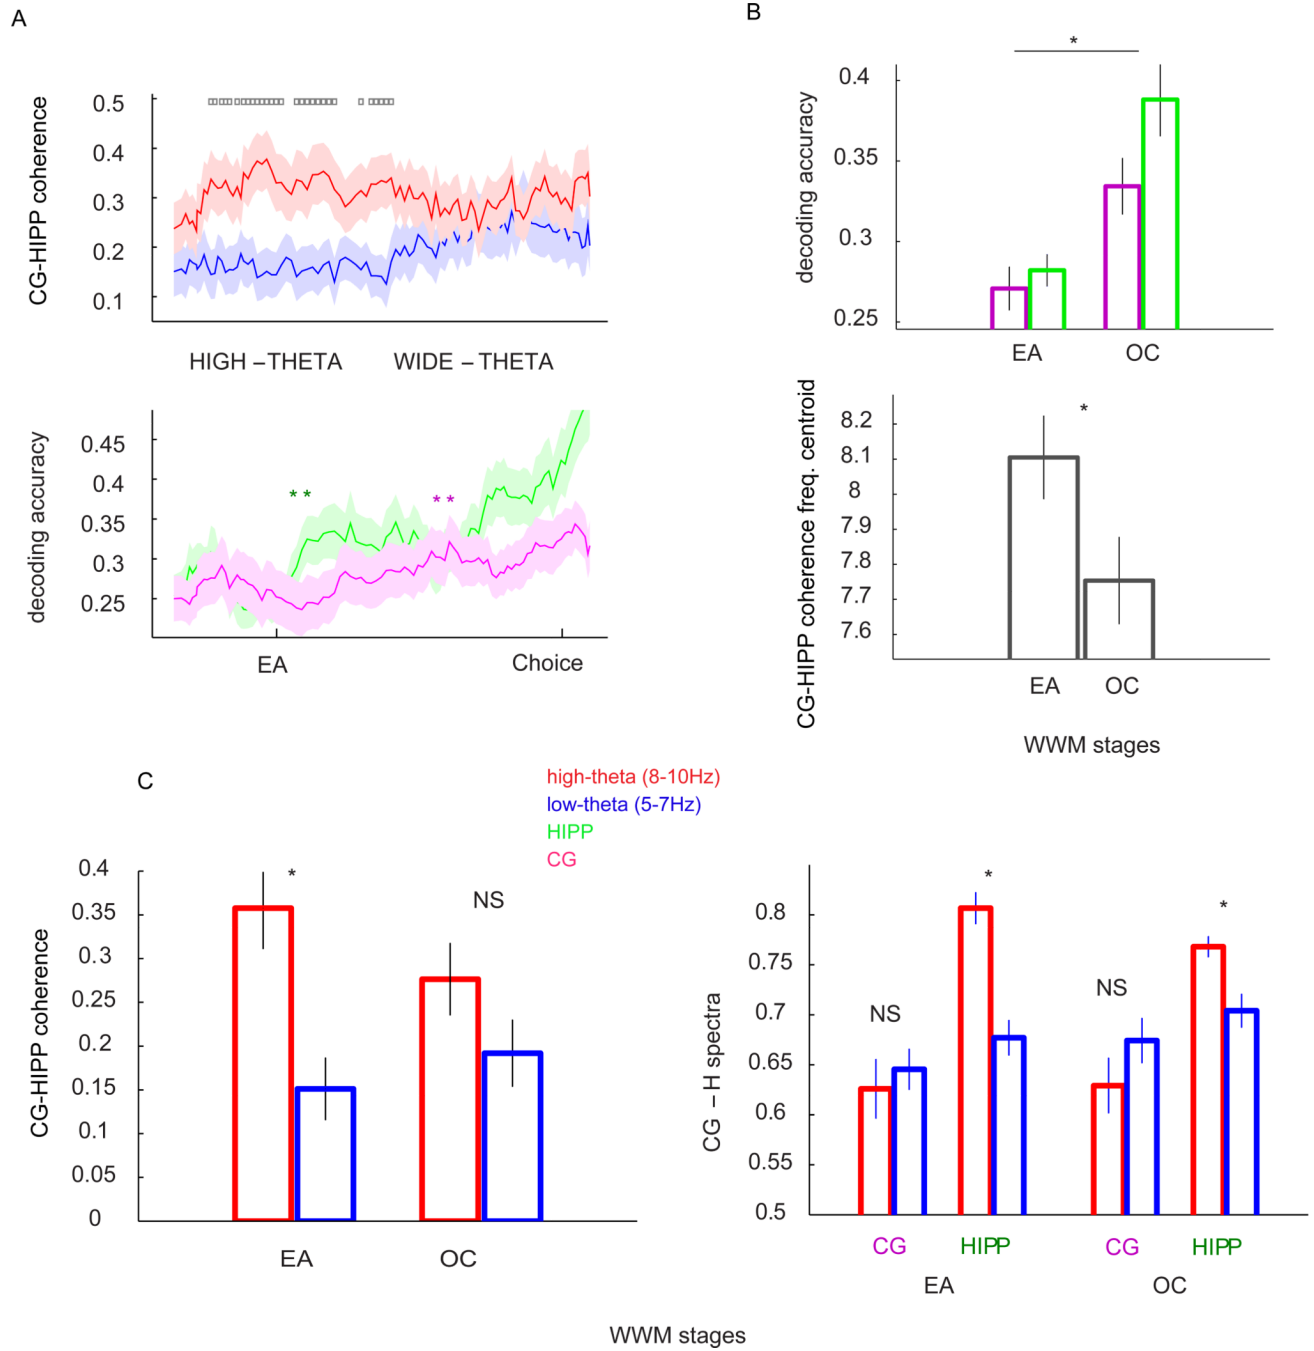 A
CG-HIPP coherence
0.5
0.4
0.3
0.2
0.1
HIGH –THETA
WIDE – THETA
decoding accuracy
0.45
0.4
0.35
0.3
0.25
* *
* *
EA
Choice
B
*
decoding accuracy
0.4
0.35
0.3
0.25
EA
OC
CG-HIPP coherence freq. centroid
8.2
8.1
8
7.9
7.8
7.7
7.6
*
EA
OC
WWM stages
C
high-theta (8-10Hz)
low-theta (5-7Hz)
HIPP
CG
CG-HIPP coherence
0.4
0.35
0.3
0.25
0.2
0.15
0.1
0.05
0
*
NS
EA
OC
CG – H spectra
0.8
0.75
0.7
0.65
0.6
0.55
0.5
NS
*
NS
*
CG
HIPP
CG
HIPP
EA
OC
WWM stages